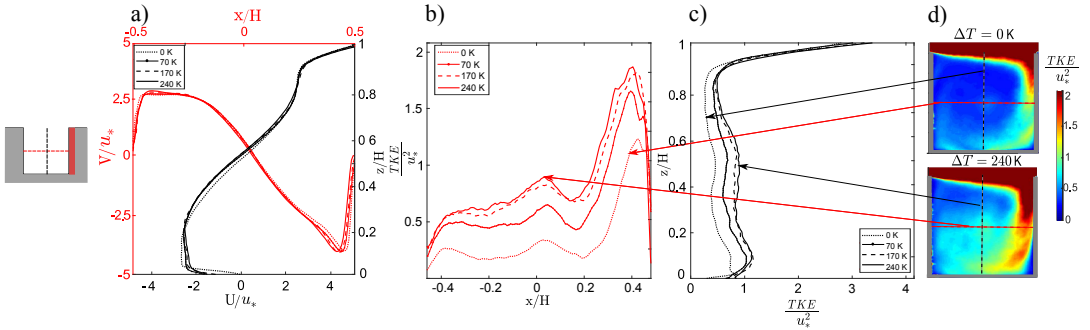 a)
x/H
-0.5
0
0.5
5
2.5
0
-2.5
-5
V/u*
0 K
70 K
170 K
240 K
1
0.8
0.6
0.4
0.2
0
z/H
-4
-2
0
2
4
U/u*
b)
0 K
70 K
170 K
240 K
2.0
1.5
1.0
0.5
TKE
u*²
-0.4
-0.2
0
0.2
0.4
x/H
c)
1
0.8
0.6
0.4
0.2
0
z/H
0 K
70 K
170 K
240 K
0
1
2
3
4
TKE
u*²
d)
ΔT = 0 K
ΔT = 240 K
TKE
u*²
2
1.5
1
0.5
0